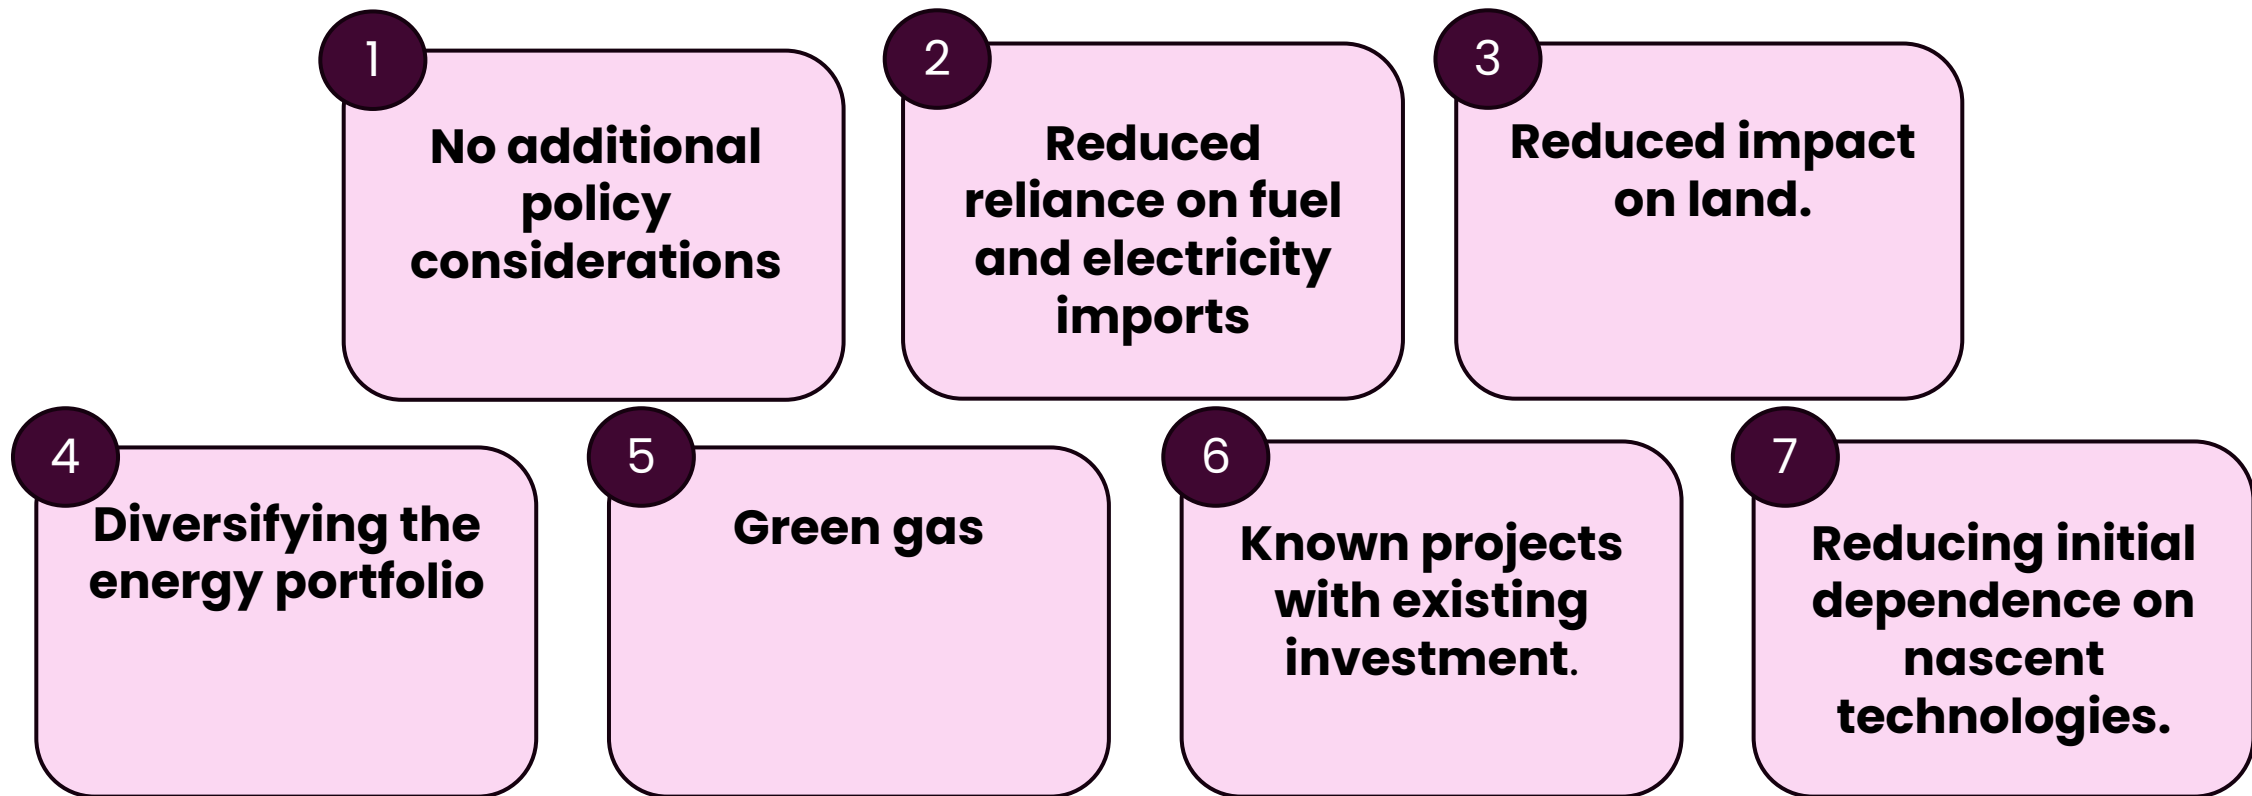 1
No additional
policy
considerations
2
Reduced
reliance on fuel
and electricity
imports
3
Reduced impact
on land.
4
Diversifying the
energy portfolio
5
Green gas
6
Known projects
with existing
investment.
7
Reducing initial
dependence on
nascent
technologies.